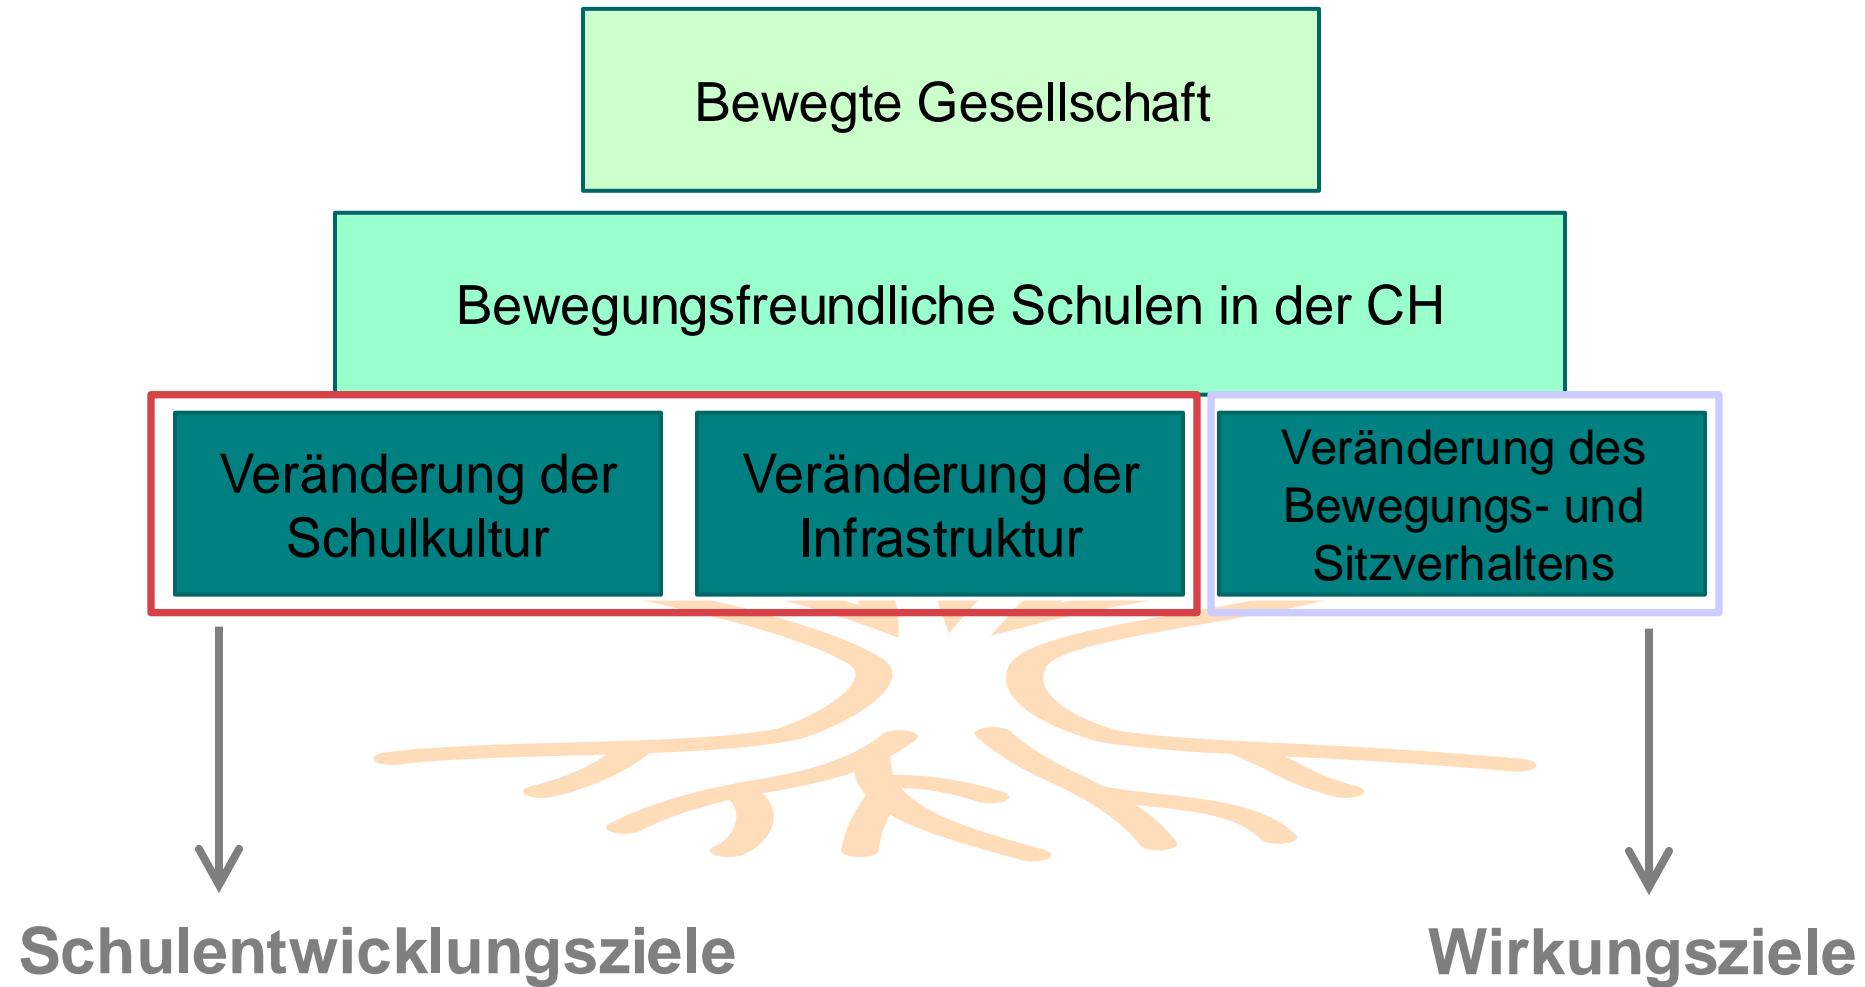 Bewegte Gesellschaft
Bewegungsfreundliche Schulen in der CH
Veränderung der
Schulkultur
Veränderung der
Infrastruktur
Veränderung des
Bewegungs- und
Sitzverhaltens
Schulentwicklungsziele
Wirkungsziele